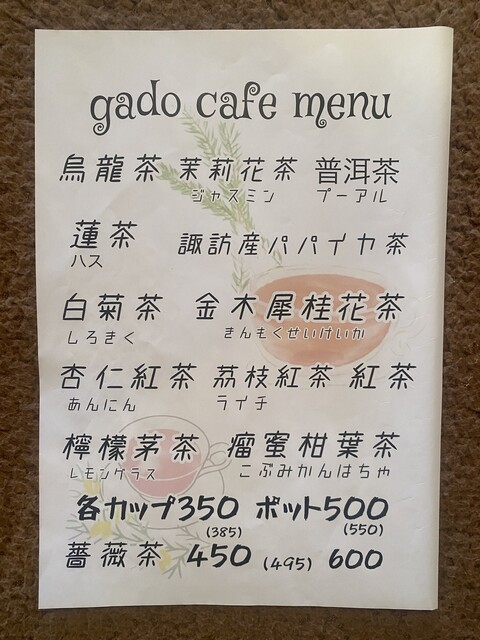 gado cafe menu
烏龍茶 茉莉花茶 普洱茶
ジャスミン プーアル
蓮茶 諏訪産パパイヤ茶
ハス
白菊茶 金木犀桂花茶
しろきく きんもくせいけいか
杏仁紅茶 荔枝紅茶 紅茶
あんにん ライチ
檸檬茅茶 瘤蜜柑葉茶
レモングラス こぶみかんはちゃ
各カップ350 ポット500
(385) (550)
薔薇茶 450 (495) 600